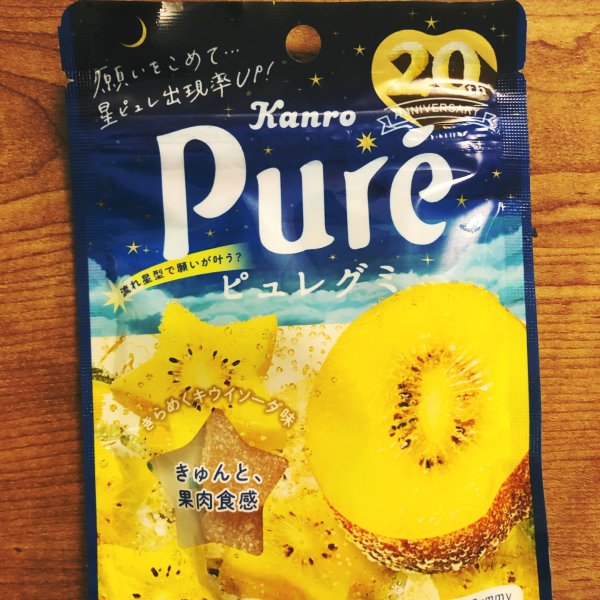 願いをこめて…
星ピュレ出現率UP!
20th
ANNIVERSARY
Kanro
Puré
流れ星型で願いが叶う?
ピュレグミ
きらめくキウイソーダ味
きゅんと、
果肉食感